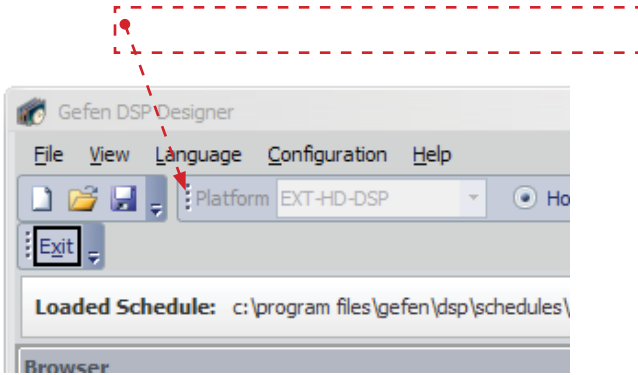 Gefen DSP Designer
File View Language Configuration Help
Platform EXT-HD-DSP
Exit
Loaded Schedule: c:\program files\gefen\dsp\schedules\
Browser